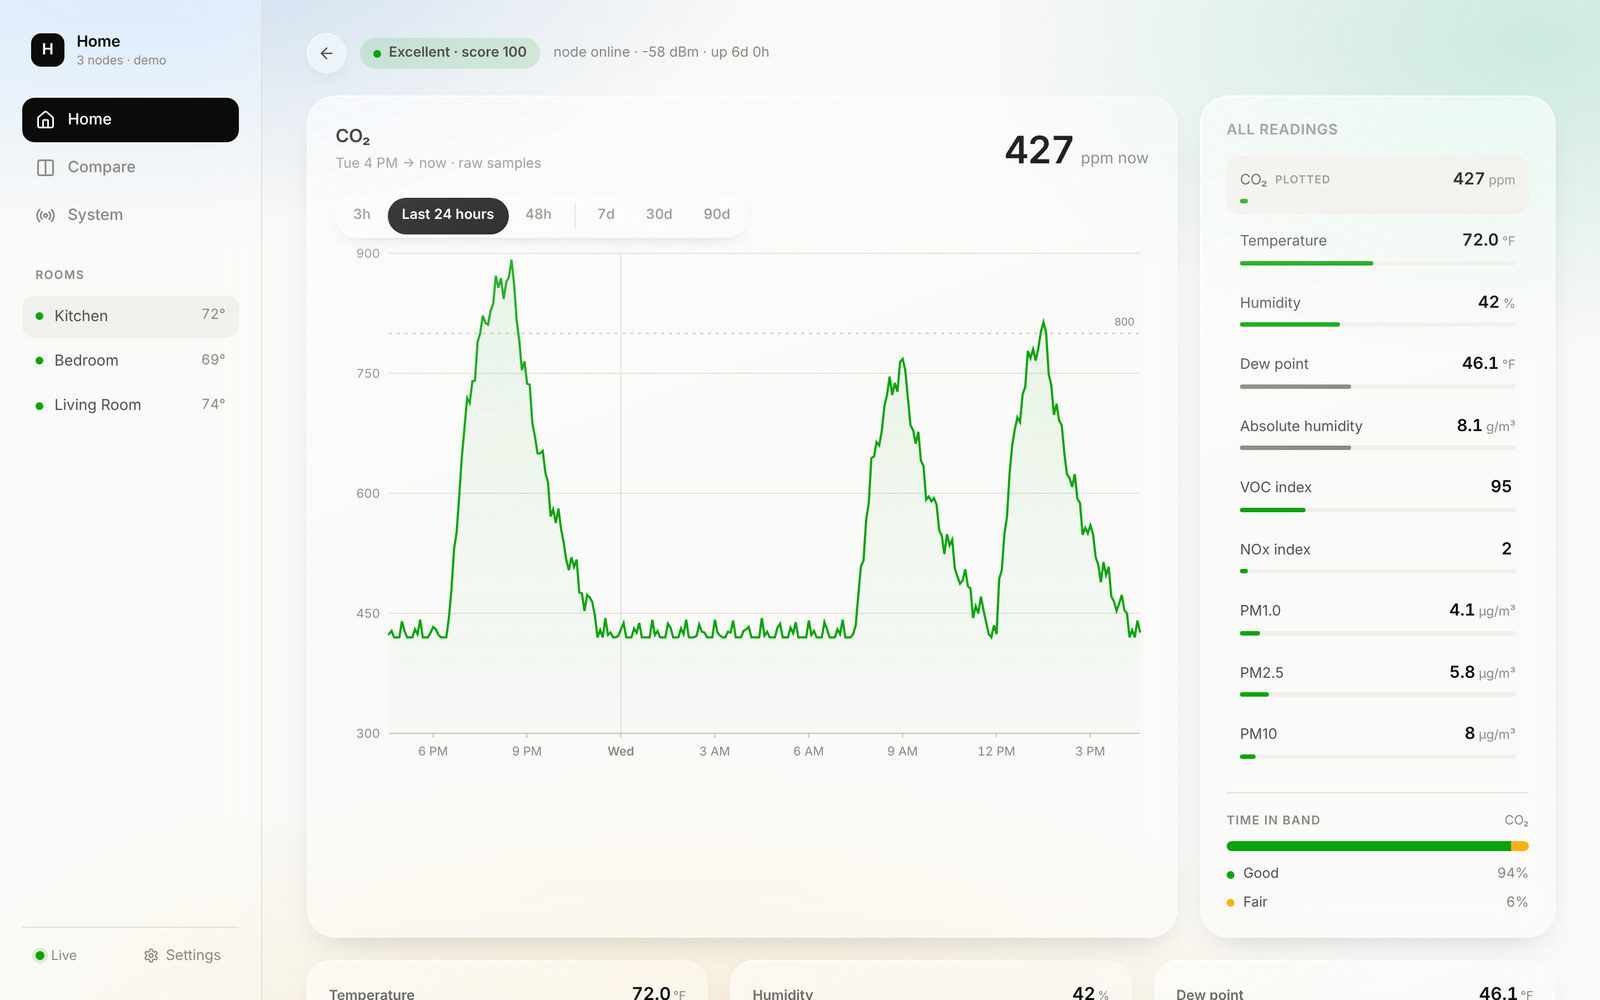 H
Home
3 nodes · demo
Home
Compare
System
ROOMS
Kitchen 72°
Bedroom 69°
Living Room 74°
Live
Settings
Excellent · score 100
node online · -58 dBm · up 6d 0h
CO₂
Tue 4 PM → now · raw samples
427 ppm now
3h Last 24 hours 48h 7d 30d 90d
900
800
750
600
450
300
6 PM 9 PM Wed 3 AM 6 AM 9 AM 12 PM 3 PM
ALL READINGS
CO₂ PLOTTED 427 ppm
Temperature 72.0 °F
Humidity 42 %
Dew point 46.1 °F
Absolute humidity 8.1 g/m³
VOC index 95
NOx index 2
PM1.0 4.1 µg/m³
PM2.5 5.8 µg/m³
PM10 8 µg/m³
TIME IN BAND CO₂
Good 94%
Fair 6%
Temperature 72.0 °F
Humidity 42 %
Dew point 46.1 °F